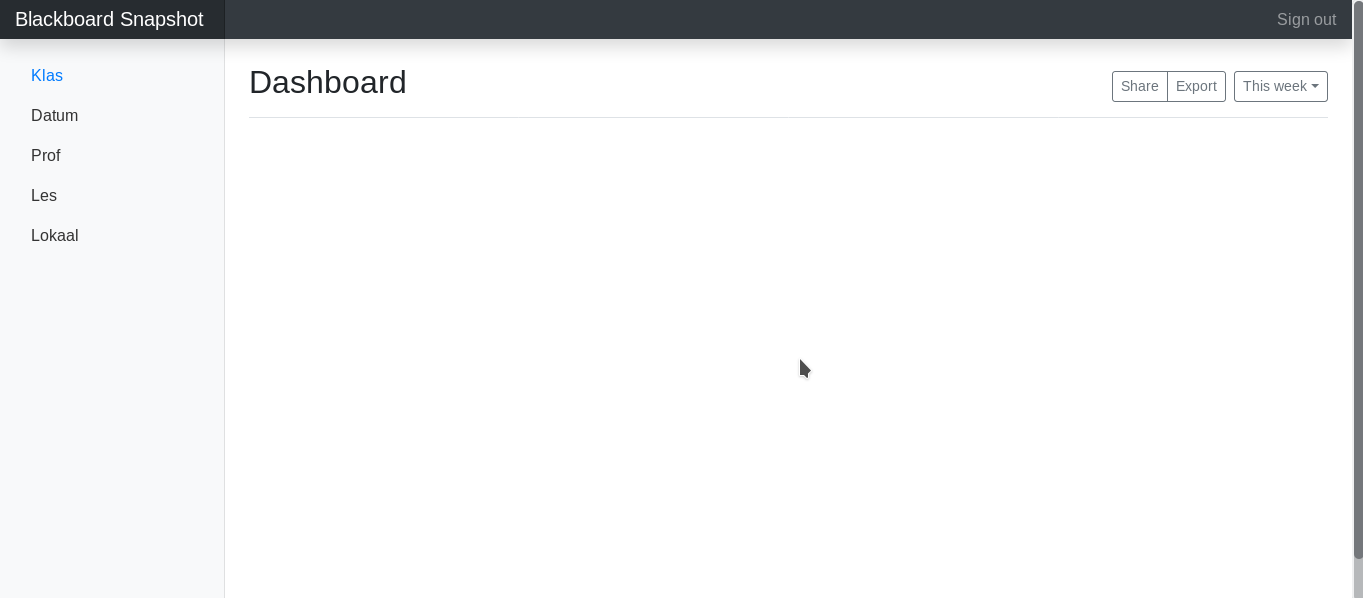 Blackboard Snapshot
Sign out
Klas
Datum
Prof
Les
Lokaal
Dashboard
Share Export This week